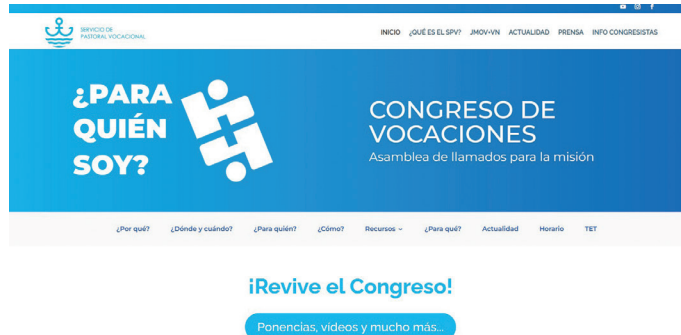 SERVICIO DE
PASTORAL VOCACIONAL
INICIO ¿QUÉ ES EL SPV? JMOV+VN ACTUALIDAD PRENSA INFO CONGRESISTAS
¿PARA
QUIÉN
SOY?
CONGRESO DE
VOCACIONES
Asamblea de llamados para la misión
¿Por qué? ¿Dónde y cuándo? ¿Para quién? ¿Cómo? Recursos ¿Para qué? Actualidad Horario TET
¡Revive el Congreso!
Ponencias, vídeos y mucho más...